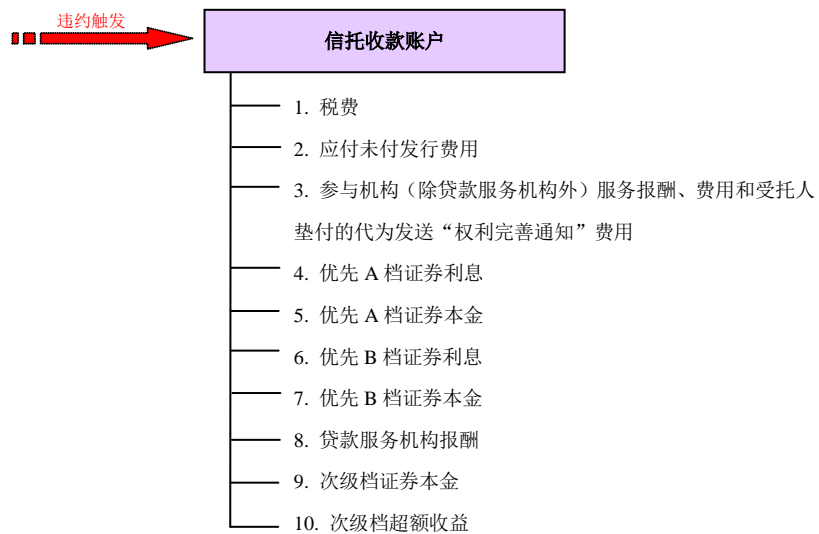 违约触发
信托收款账户
1. 税费
2. 应付未付发行费用
3. 参与机构（除贷款服务机构外）服务报酬、费用和受托人
垫付的代为发送“权利完善通知”费用
4. 优先 A 档证券利息
5. 优先 A 档证券本金
6. 优先 B 档证券利息
7. 优先 B 档证券本金
8. 贷款服务机构报酬
9. 次级档证券本金
10. 次级档超额收益